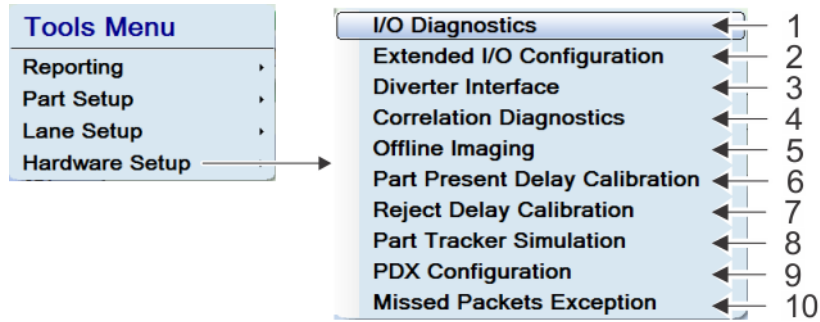 Tools Menu
Reporting
Part Setup
Lane Setup
Hardware Setup
I/O Diagnostics 1
Extended I/O Configuration 2
Diverter Interface 3
Correlation Diagnostics 4
Offline Imaging 5
Part Present Delay Calibration 6
Reject Delay Calibration 7
Part Tracker Simulation 8
PDX Configuration 9
Missed Packets Exception 10